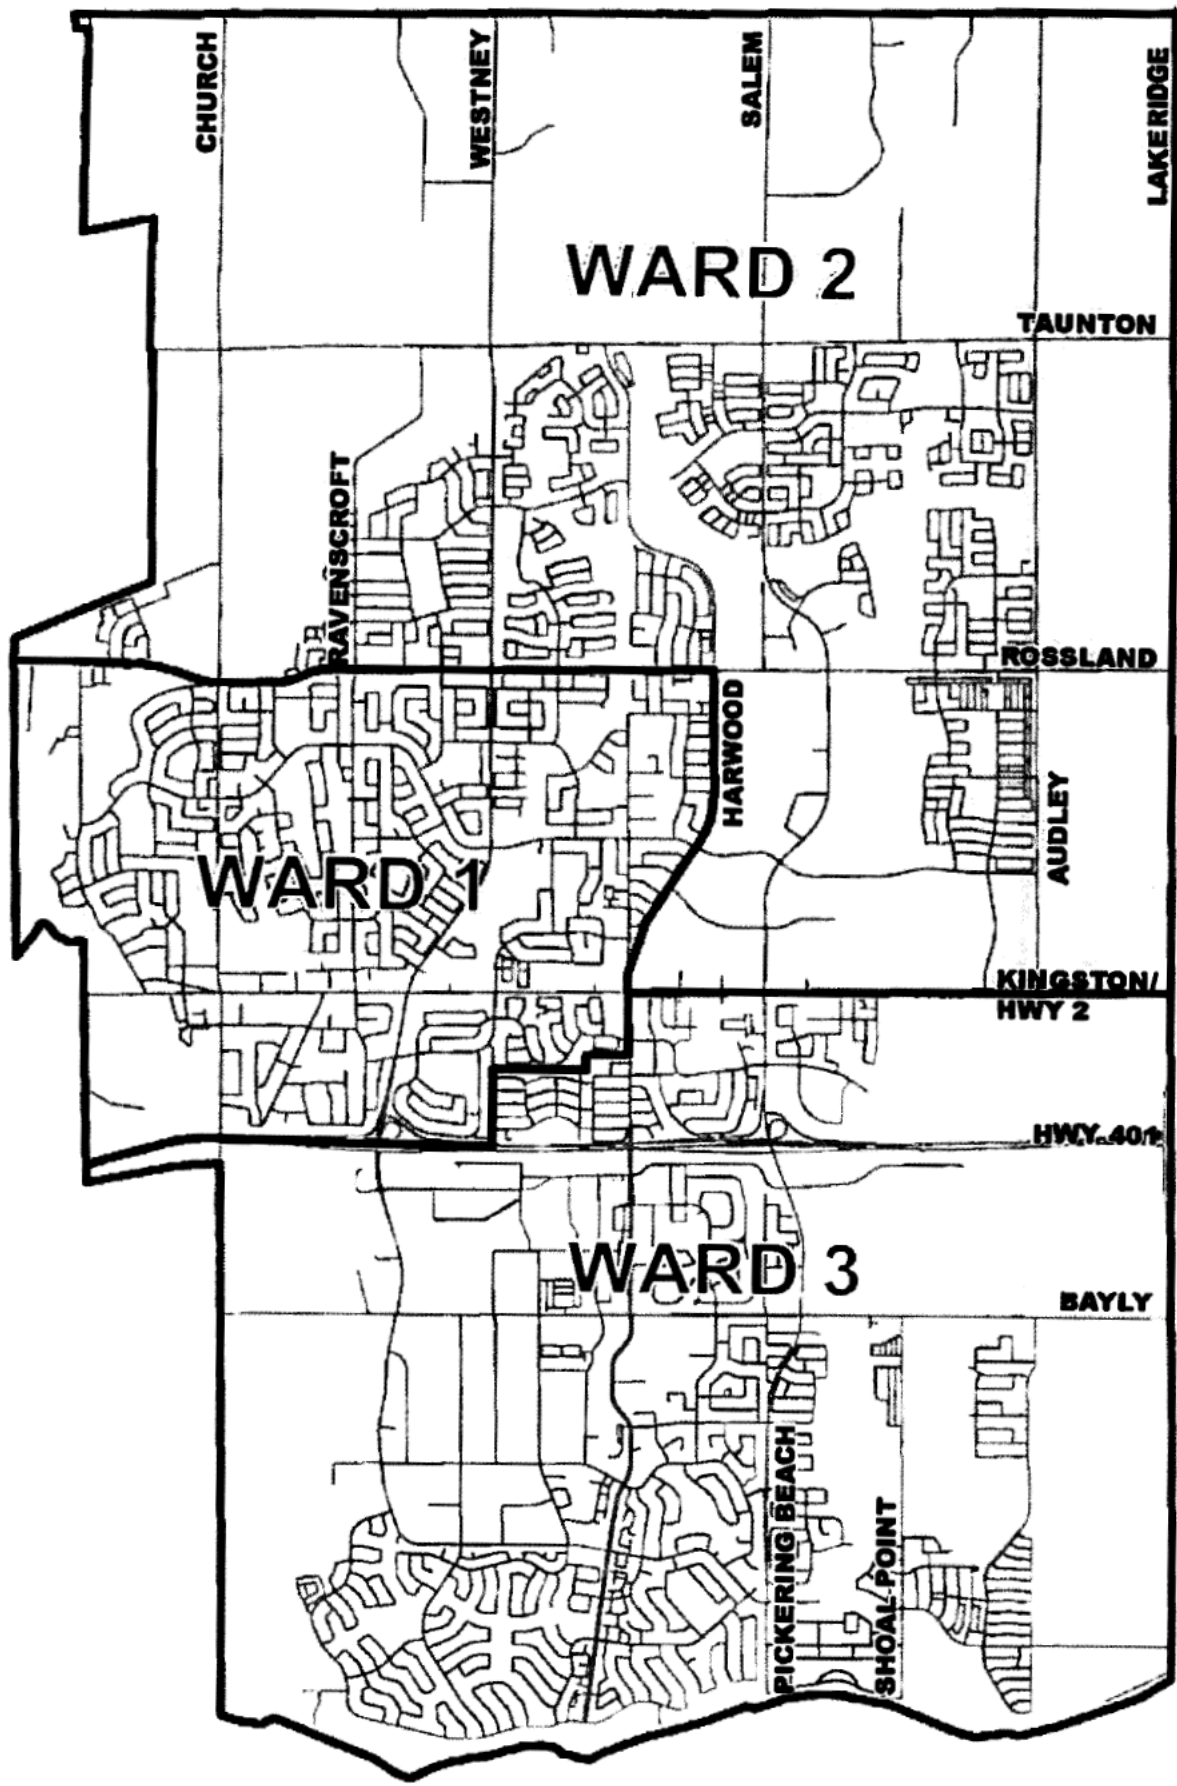 CHURCH
WESTNEY
SALEM
LAKERIDGE
WARD 2
TAUNTON
RAVENSCROFT
ROSSLAND
HARWOOD
AUDLEY
WARD 1
KINGSTON/
HWY 2
HWY. 401
WARD 3
BAYLY
PICKERING BEACH
SHOAL POINT